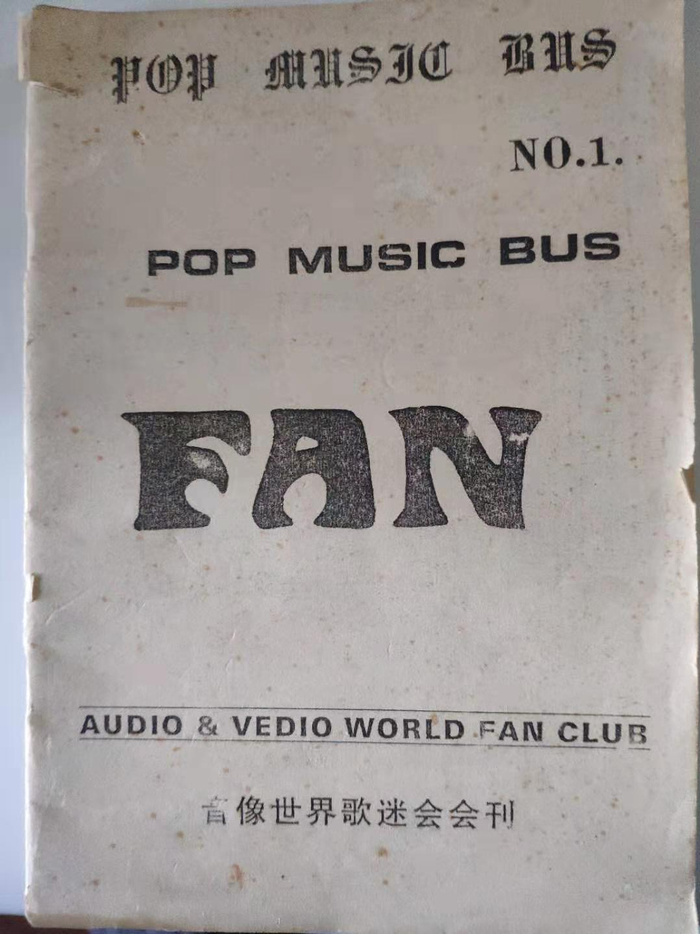 POP MUSIC BUS
NO.1.
POP MUSIC BUS
FAN
AUDIO & VEDIO WORLD FAN CLUB
音像世界歌迷会会刊